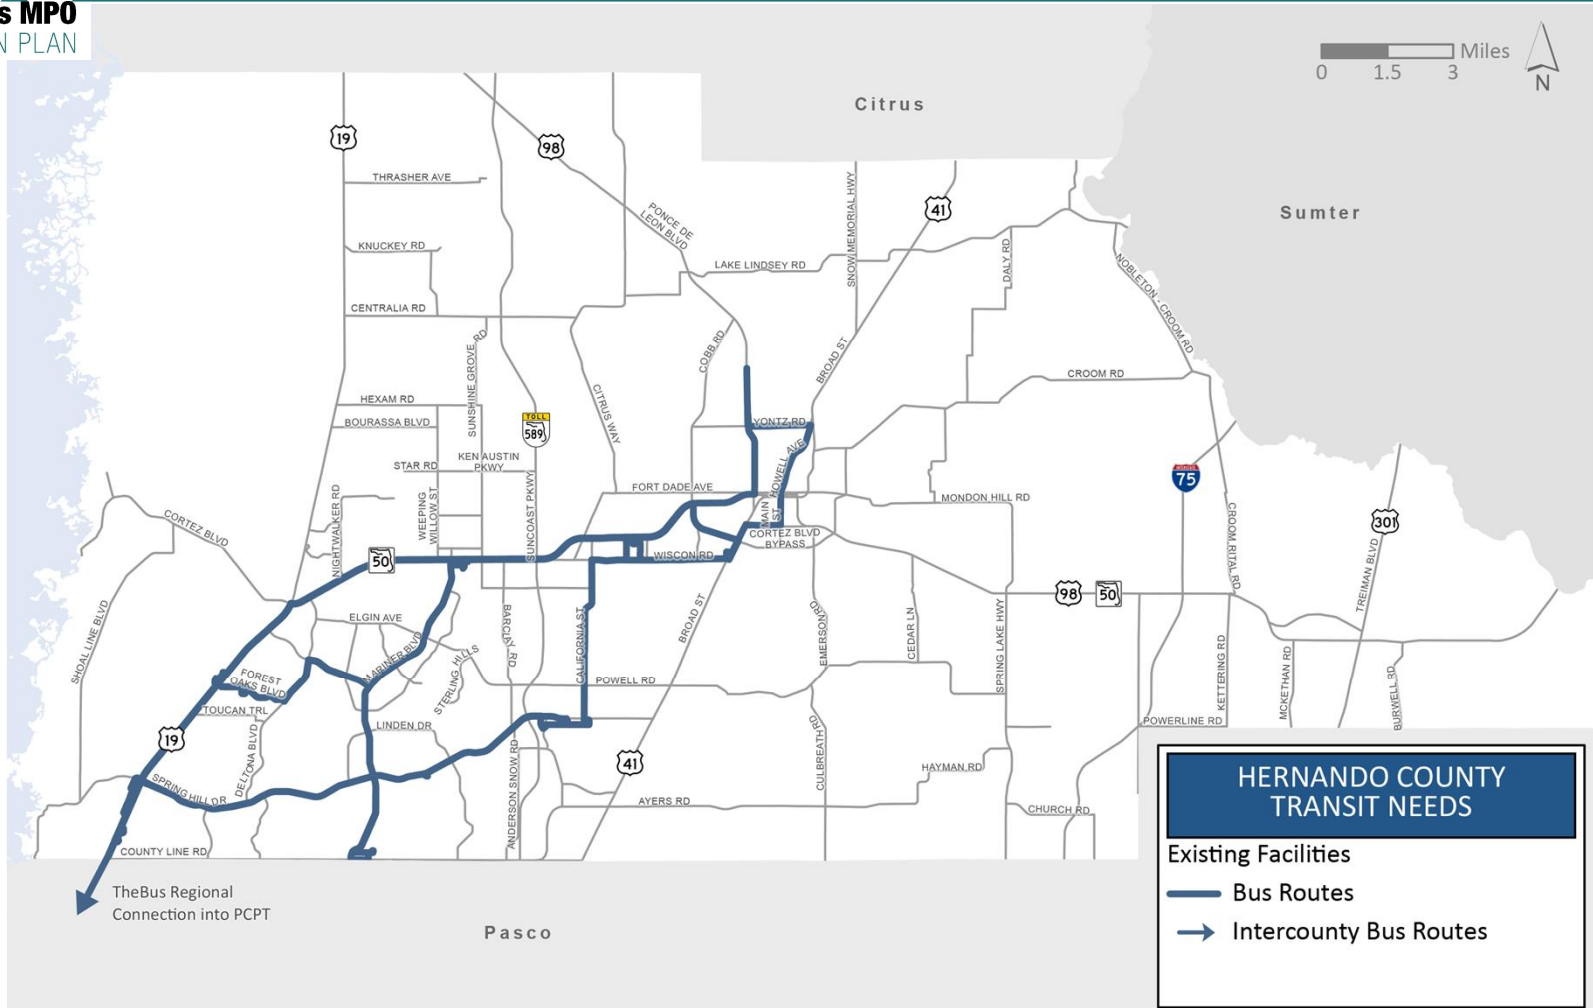 s MPO
N PLAN
Miles
0 1.5 3
N
Citrus
19
98
THRASHER AVE
SNOW MEMORIAL HWY
41
Sumter
PONCE DE
LEON BLVD
KNUCKEY RD
DALY RD
LAKE LINDSEY RD
NOBLETON - CROOM RD
CENTRALIA RD
SUNSHINE GROVE RD
COBB RD
BROAD ST
CROOM RD
HEXAM RD
CITRUS WAY
BOURASSA BLVD
TOLL
589
YONTZ RD
KEN AUSTIN
PKWY
STAR RD
HOWELL AVE
INTERSTATE
75
FORT DADE AVE
MONDON HILL RD
NIGHTWALKER RD
WEEPING
WILLOW ST
SUNCOAST PKWY
MAIN
ST
CROOM RITAL RD
301
CORTEZ BLVD
CORTEZ BLVD
BYPASS
50
WISCON RD
TREIMAN BLVD
98
50
SHOAL LINE BLVD
ELGIN AVE
BARCLAY RD
CALIFORNIA ST
BROAD ST
EMERSON RD
CEDAR LN
SPRING LAKE HWY
KETTERING RD
MCKETHAN RD
BURWELL RD
MARINER BLVD
STERLING HILLS
FOREST
OAKS BLVD
POWELL RD
TOUCAN TRL
LINDEN DR
POWERLINE RD
19
DELTONA BLVD
ANDERSON SNOW RD
41
CULBREATH RD
HAYMAN RD
SPRING HILL DR
AYERS RD
CHURCH RD
COUNTY LINE RD
TheBus Regional
Connection into PCPT
Pasco
HERNANDO COUNTY
TRANSIT NEEDS
Existing Facilities
Bus Routes
Intercounty Bus Routes